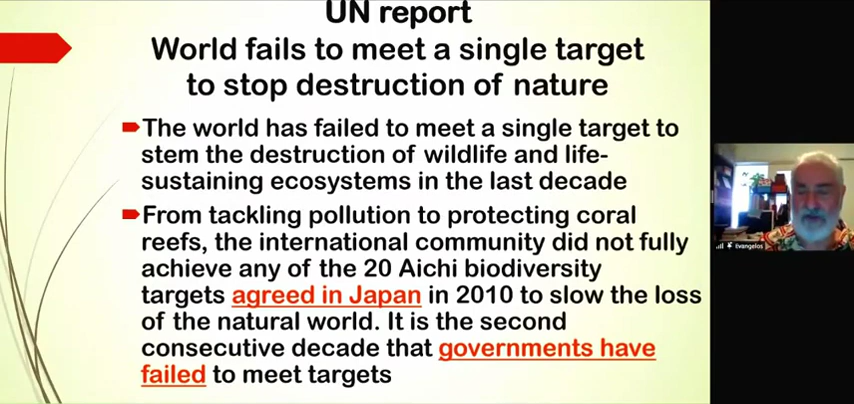 UN report
World fails to meet a single target
to stop destruction of nature
The world has failed to meet a single target to
stem the destruction of wildlife and life-
sustaining ecosystems in the last decade
From tackling pollution to protecting coral
reefs, the international community did not fully
achieve any of the 20 Aichi biodiversity
targets agreed in Japan in 2010 to slow the loss
of the natural world. It is the second
consecutive decade that governments have
failed to meet targets
Evangelos